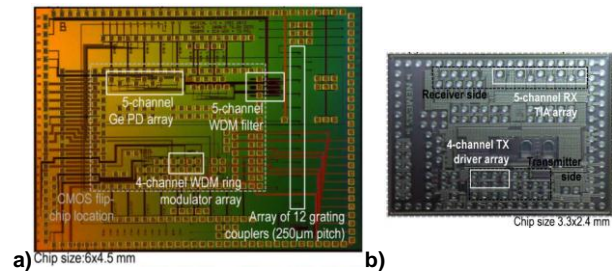 5-channel
Ge PD array
5-channel
WDM filter
4-channel WDM ring
modulator array
CMOS flip-
chip location
Array of 12 grating
couplers (250µm pitch)
a) Chip size:6x4.5 mm
Receiver side
5-channel RX
TIA array
4-channel TX
driver array
Transmitter
side
Chip size 3.3x2.4 mm
b)